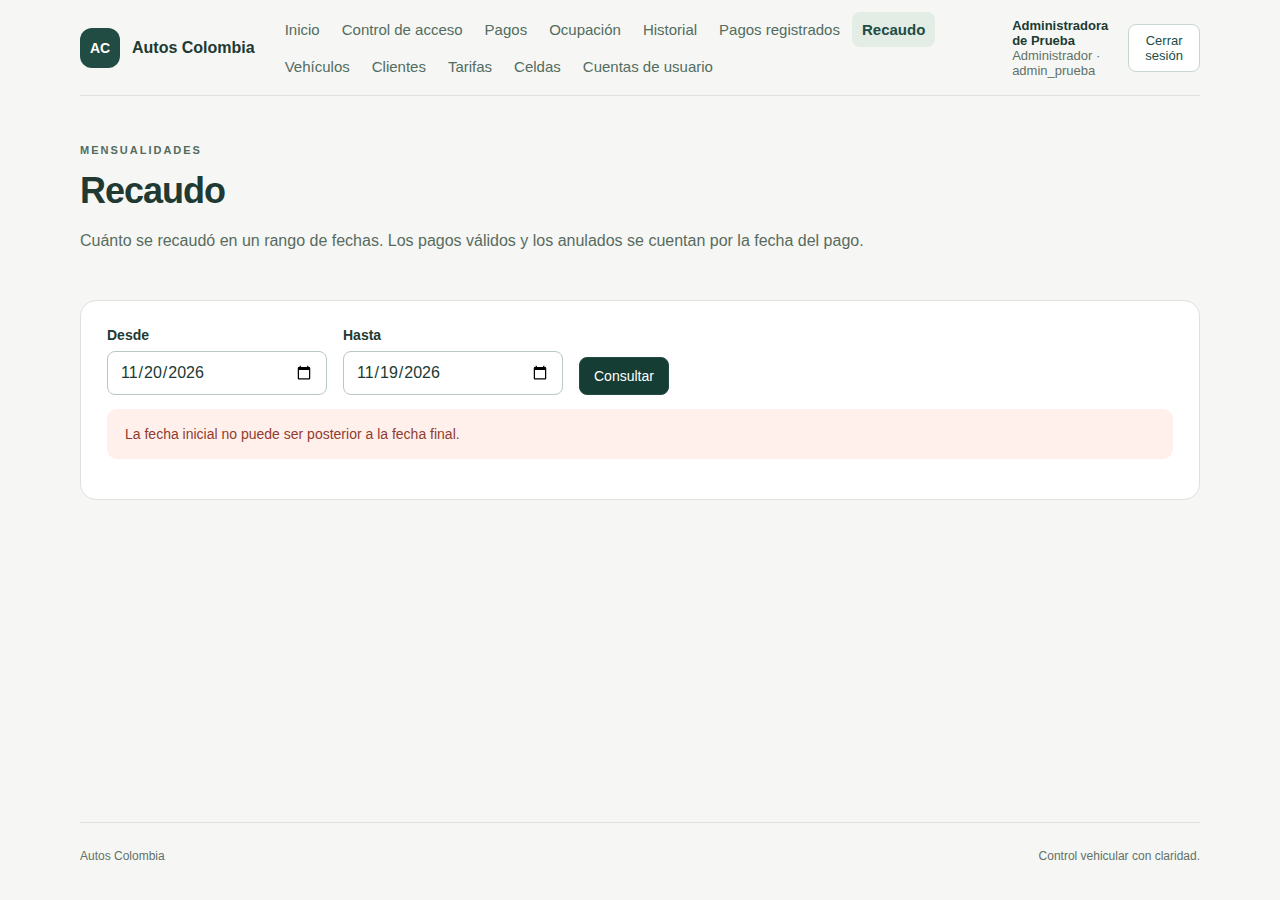 AC
Autos Colombia
Inicio Control de acceso Pagos Ocupación Historial Pagos registrados Recaudo
Vehículos Clientes Tarifas Celdas Cuentas de usuario
Administradora
de Prueba
Administrador ·
admin_prueba
Cerrar
sesión
MENSUALIDADES
Recaudo
Cuánto se recaudó en un rango de fechas. Los pagos válidos y los anulados se cuentan por la fecha del pago.
Desde Hasta
11/20/2026 11/19/2026 Consultar
La fecha inicial no puede ser posterior a la fecha final.
Autos Colombia Control vehicular con claridad.